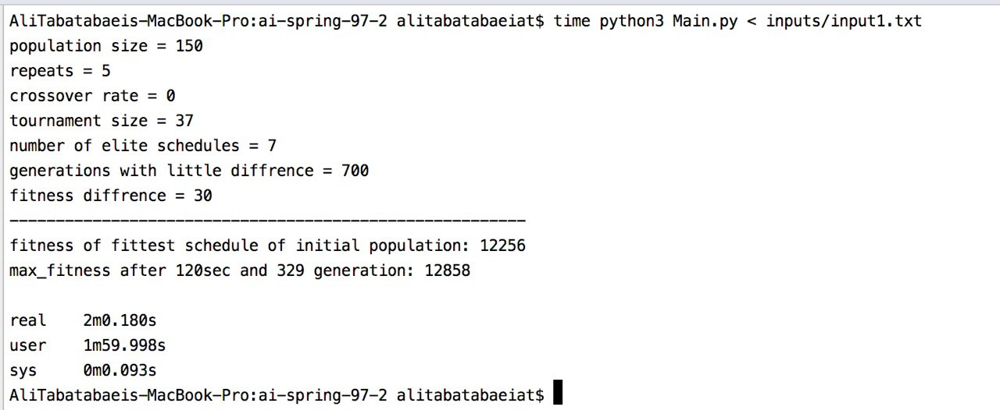 AliTabatabaeis-MacBook-Pro:ai-spring-97-2 alitabatabaeiat$ time python3 Main.py < inputs/input1.txt
population size = 150
repeats = 5
crossover rate = 0
tournament size = 37
number of elite schedules = 7
generations with little diffrence = 700
fitness diffrence = 30
--------------------------------------------------------
fitness of fittest schedule of initial population: 12256
max_fitness after 120sec and 329 generation: 12858
real    2m0.180s
user    1m59.998s
sys     0m0.093s
AliTabatabaeis-MacBook-Pro:ai-spring-97-2 alitabatabaeiat$